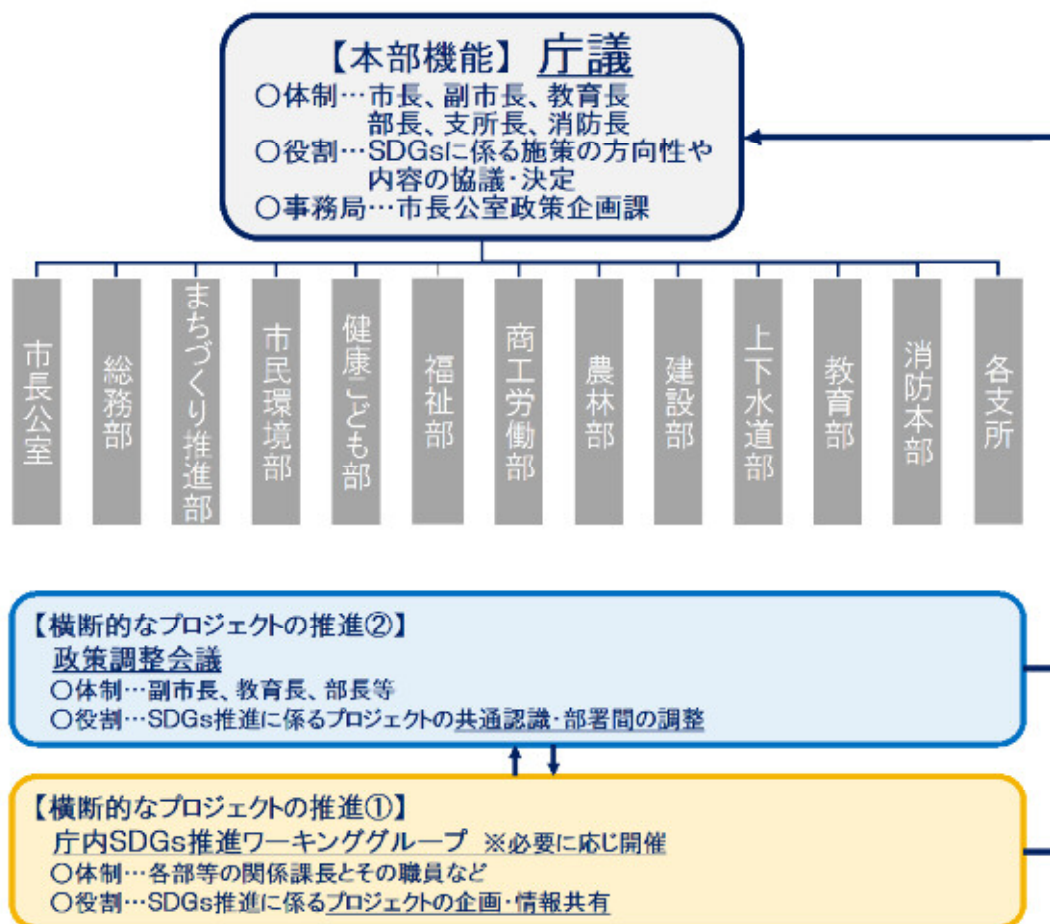 【本部機能】 庁議
○体制…市長、副市長、教育長
部長、支所長、消防長
○役割…SDGsに係る施策の方向性や
内容の協議・決定
○事務局…市長公室政策企画課
市長公室
総務部
まちづくり推進部
市民環境部
健康こども部
福祉部
商工労働部
農林部
建設部
上下水道部
教育部
消防本部
各支所
【横断的なプロジェクトの推進②】
政策調整会議
○体制…副市長、教育長、部長等
○役割…SDGs推進に係るプロジェクトの共通認識・部署間の調整
【横断的なプロジェクトの推進①】
庁内SDGs推進ワーキンググループ ※必要に応じ開催
○体制…各部等の関係課長とその職員など
○役割…SDGs推進に係るプロジェクトの企画・情報共有